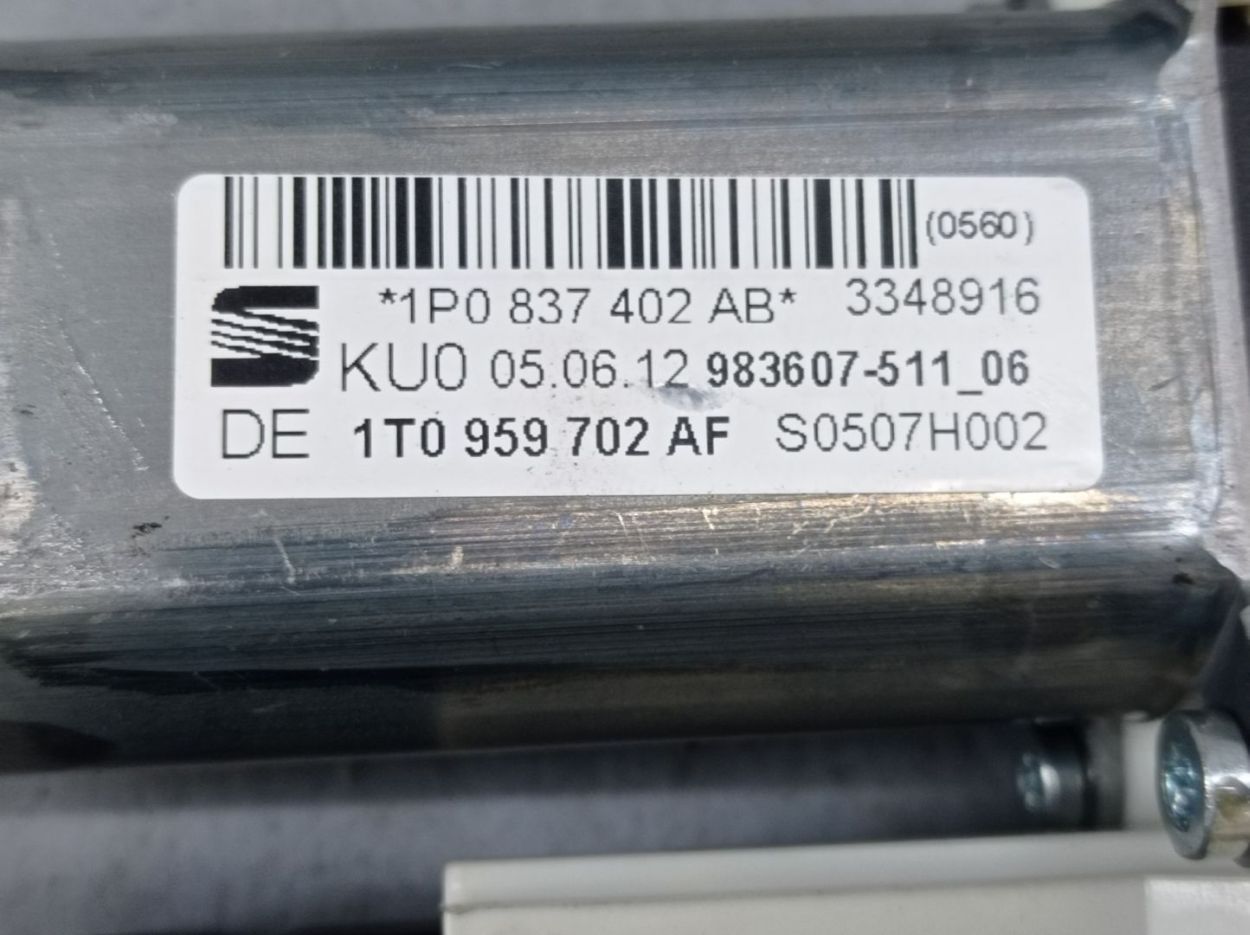 (0560)
*1P0 837 402 AB* 3348916
KU0 05.06.12 983607-511_06
DE 1T0 959 702 AF S0507H002